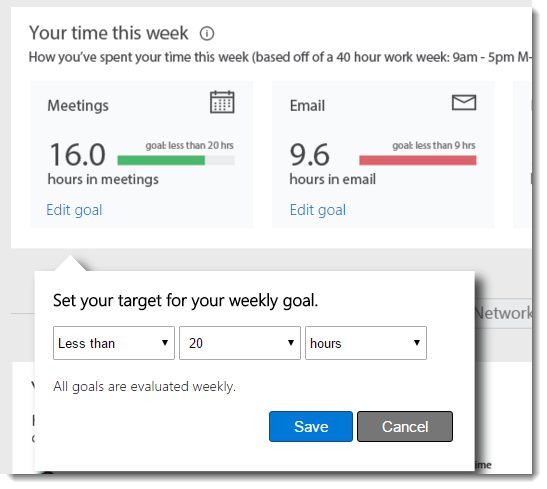 Your time this week
How you've spent your time this week (based off of a 40 hour work week: 9am - 5pm M-
Meetings
16.0
goal: less than 20 hrs
hours in meetings
Edit goal
Email
9.6
goal: less than 9 hrs
hours in email
Edit goal
Set your target for your weekly goal.
Less than
20
hours
All goals are evaluated weekly.
Save
Cancel
Network